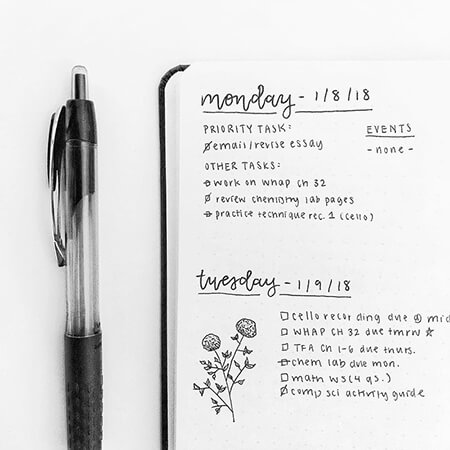 monday - 1/8/18
PRIORITY TASK:
email/revise essay
EVENTS
- none -
OTHER TASKS:
work on WHAP Ch 32
review chemistry lab pages
practice technique rec. 1 (cello)
tuesday - 1/9/18
cello recording due @ mid
WHAP Ch 32 due tmrw ☆
TFA Ch 1-6 due thurs.
chem lab due mon.
math ws (4 qs.)
comp sci activity guide